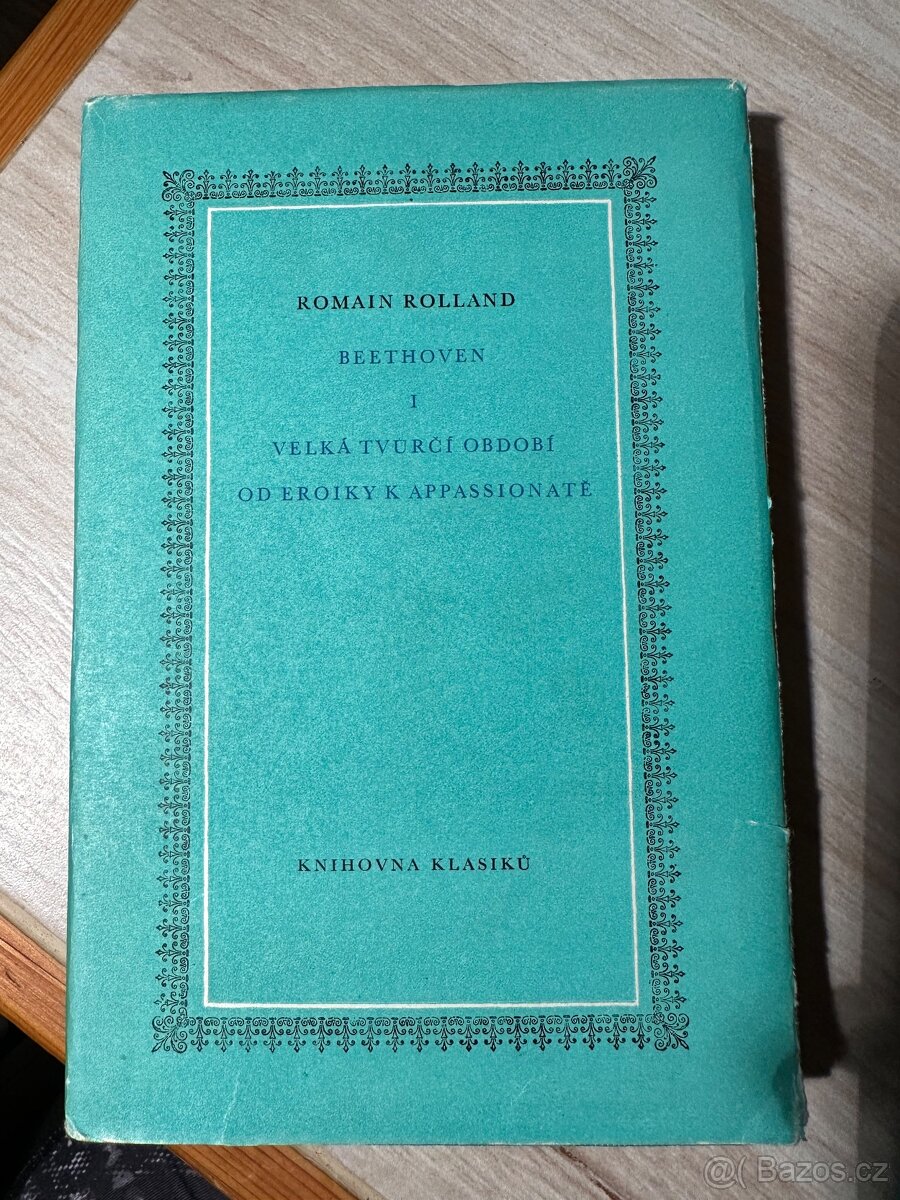 ROMAIN ROLLAND
BEETHOVEN
I
VELKÁ TVŮRČÍ OBDOBÍ
OD EROIKY K APPASSIONATĚ
KNIHOVNA KLASIKŮ
@( Bazos.cz